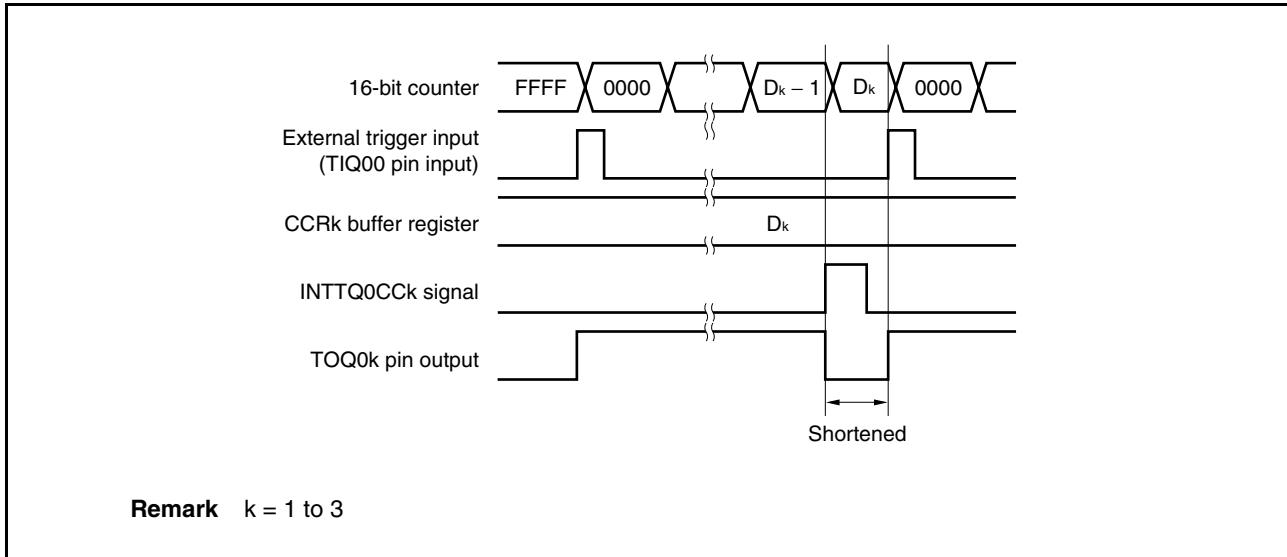 16-bit counter FFFF 0000 Dk − 1 Dk 0000
External trigger input
(TIQ00 pin input)
CCRk buffer register Dk
INTTQ0CCk signal
TOQ0k pin output
Shortened
Remark k = 1 to 3